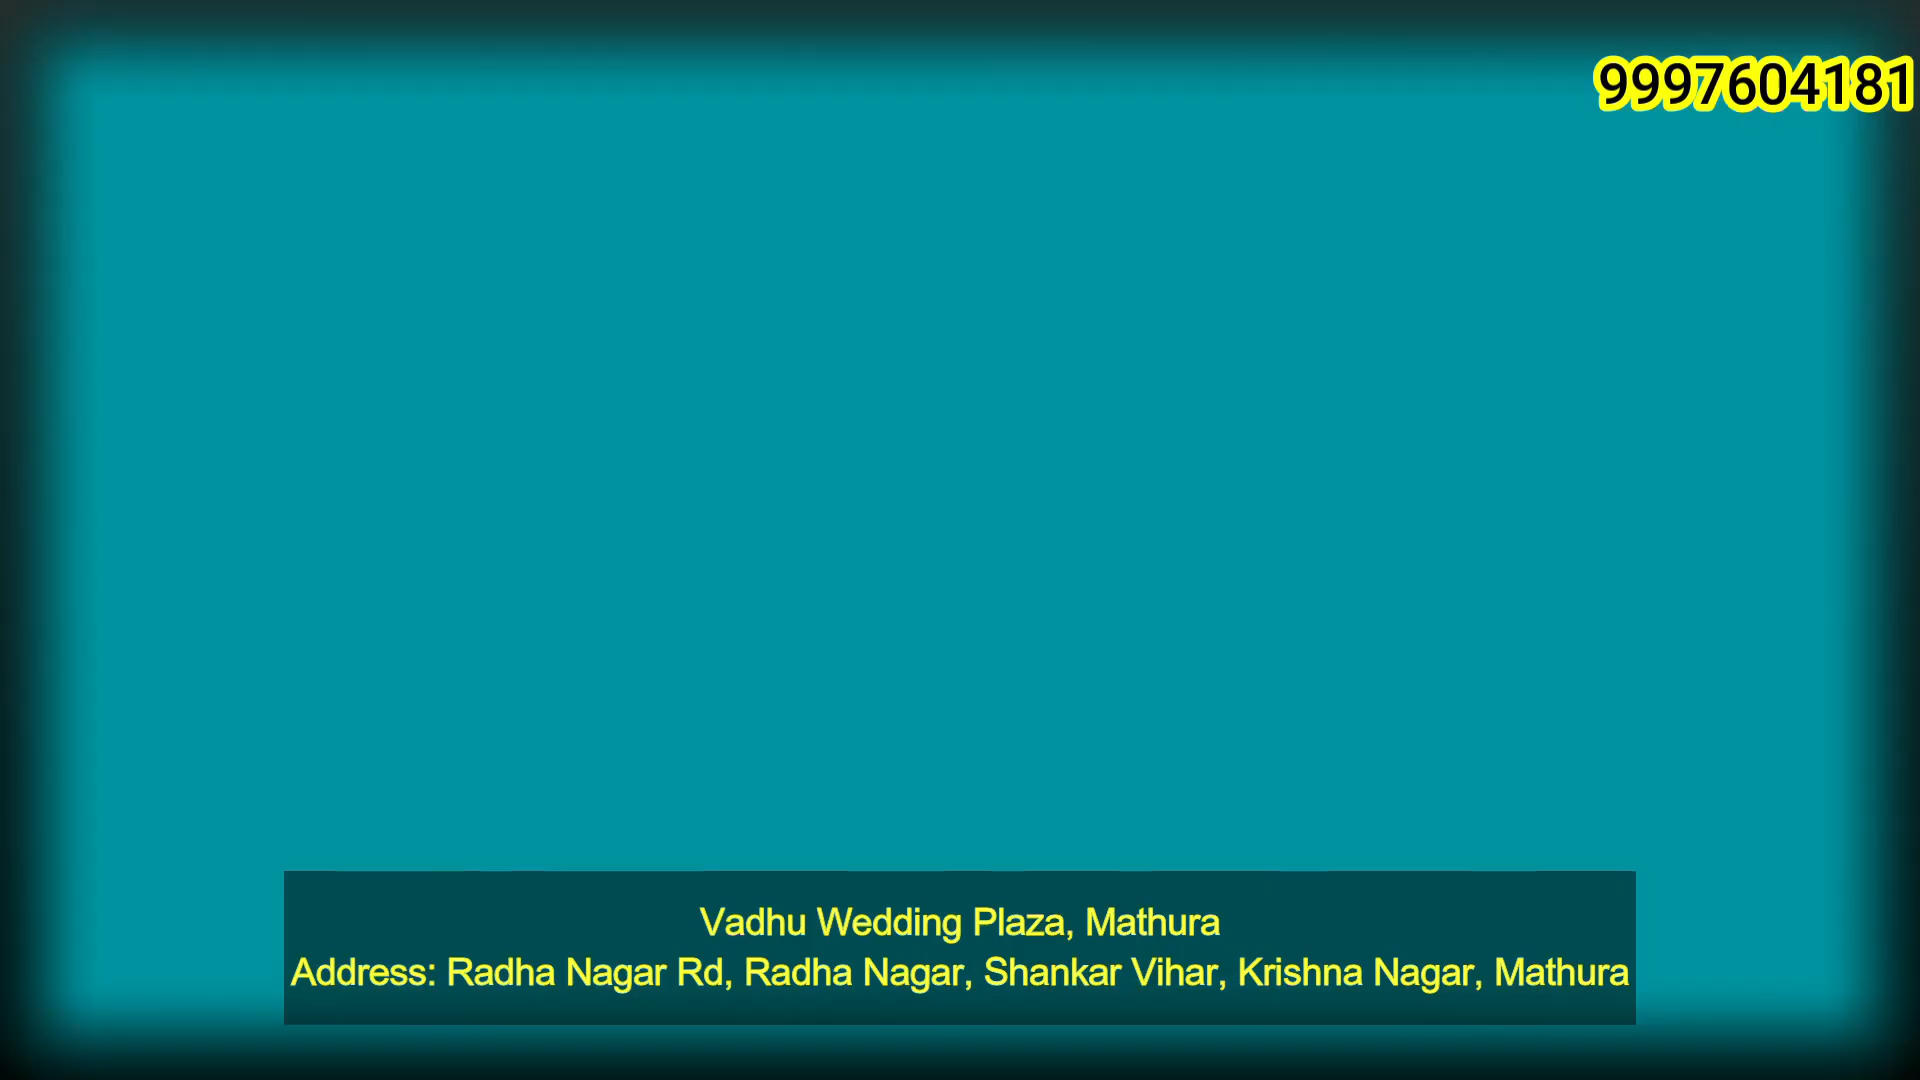 9997604181
Vadhu Wedding Plaza, Mathura
Address: Radha Nagar Rd, Radha Nagar, Shankar Vihar, Krishna Nagar, Mathura